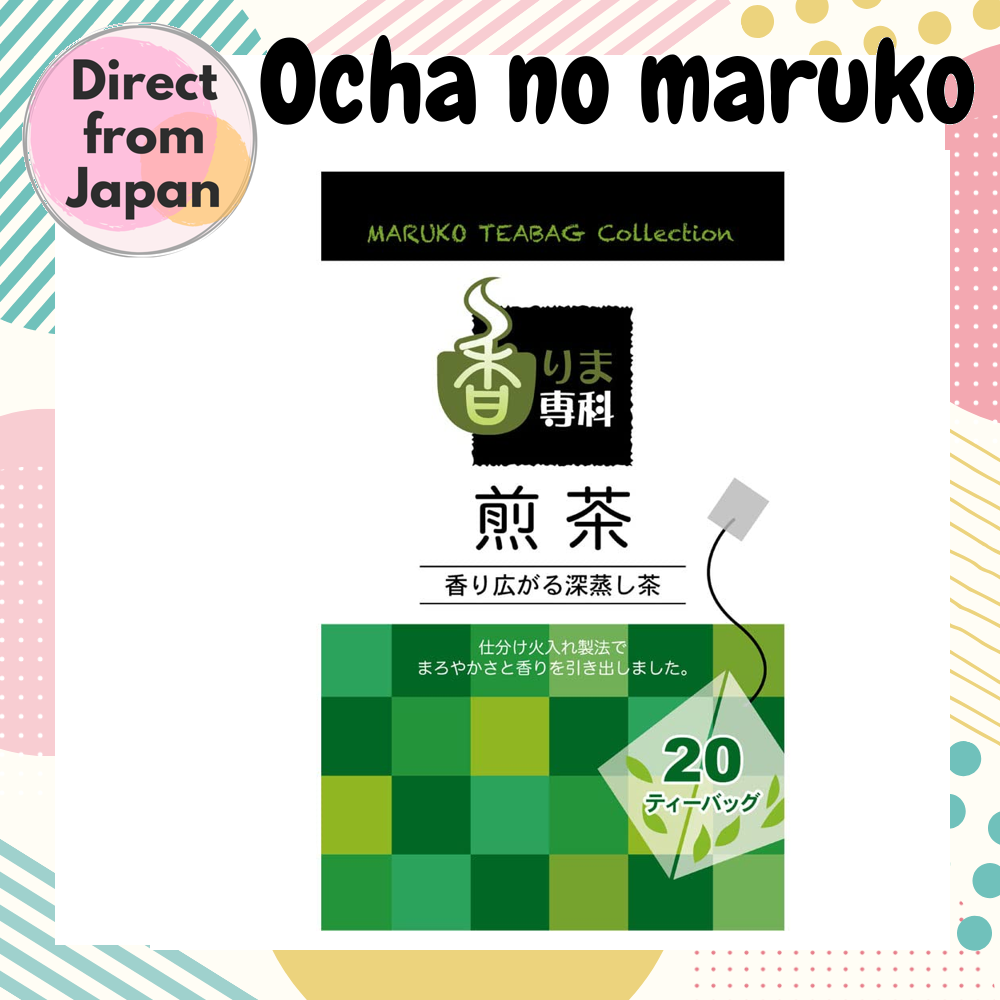 Direct
from
Japan
Ocha no maruko
MARUKO TEABAG Collection
香りま
専科
煎茶
香り広がる深蒸し茶
仕分け火入れ製法で
まろやかさと香りを引き出しました。
20
ティーバッグ